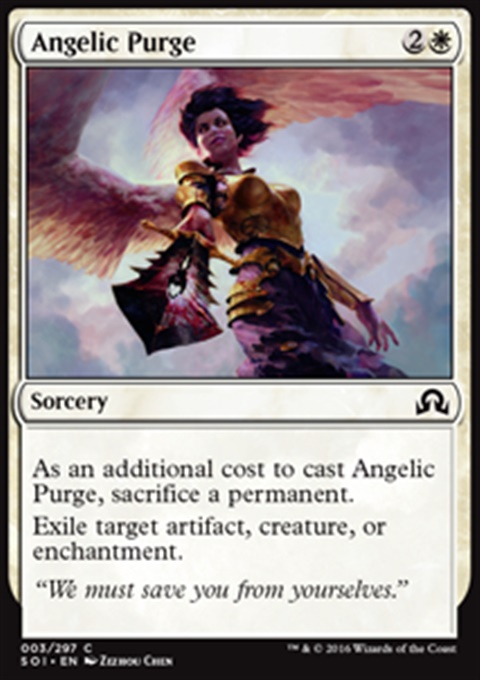 Angelic Purge 2
Sorcery
As an additional cost to cast Angelic
Purge, sacrifice a permanent.
Exile target artifact, creature, or
enchantment.
“We must save you from yourselves.”
003/297 C
SOI • EN Zezhou Chen
™ & © 2016 Wizards of the Coast